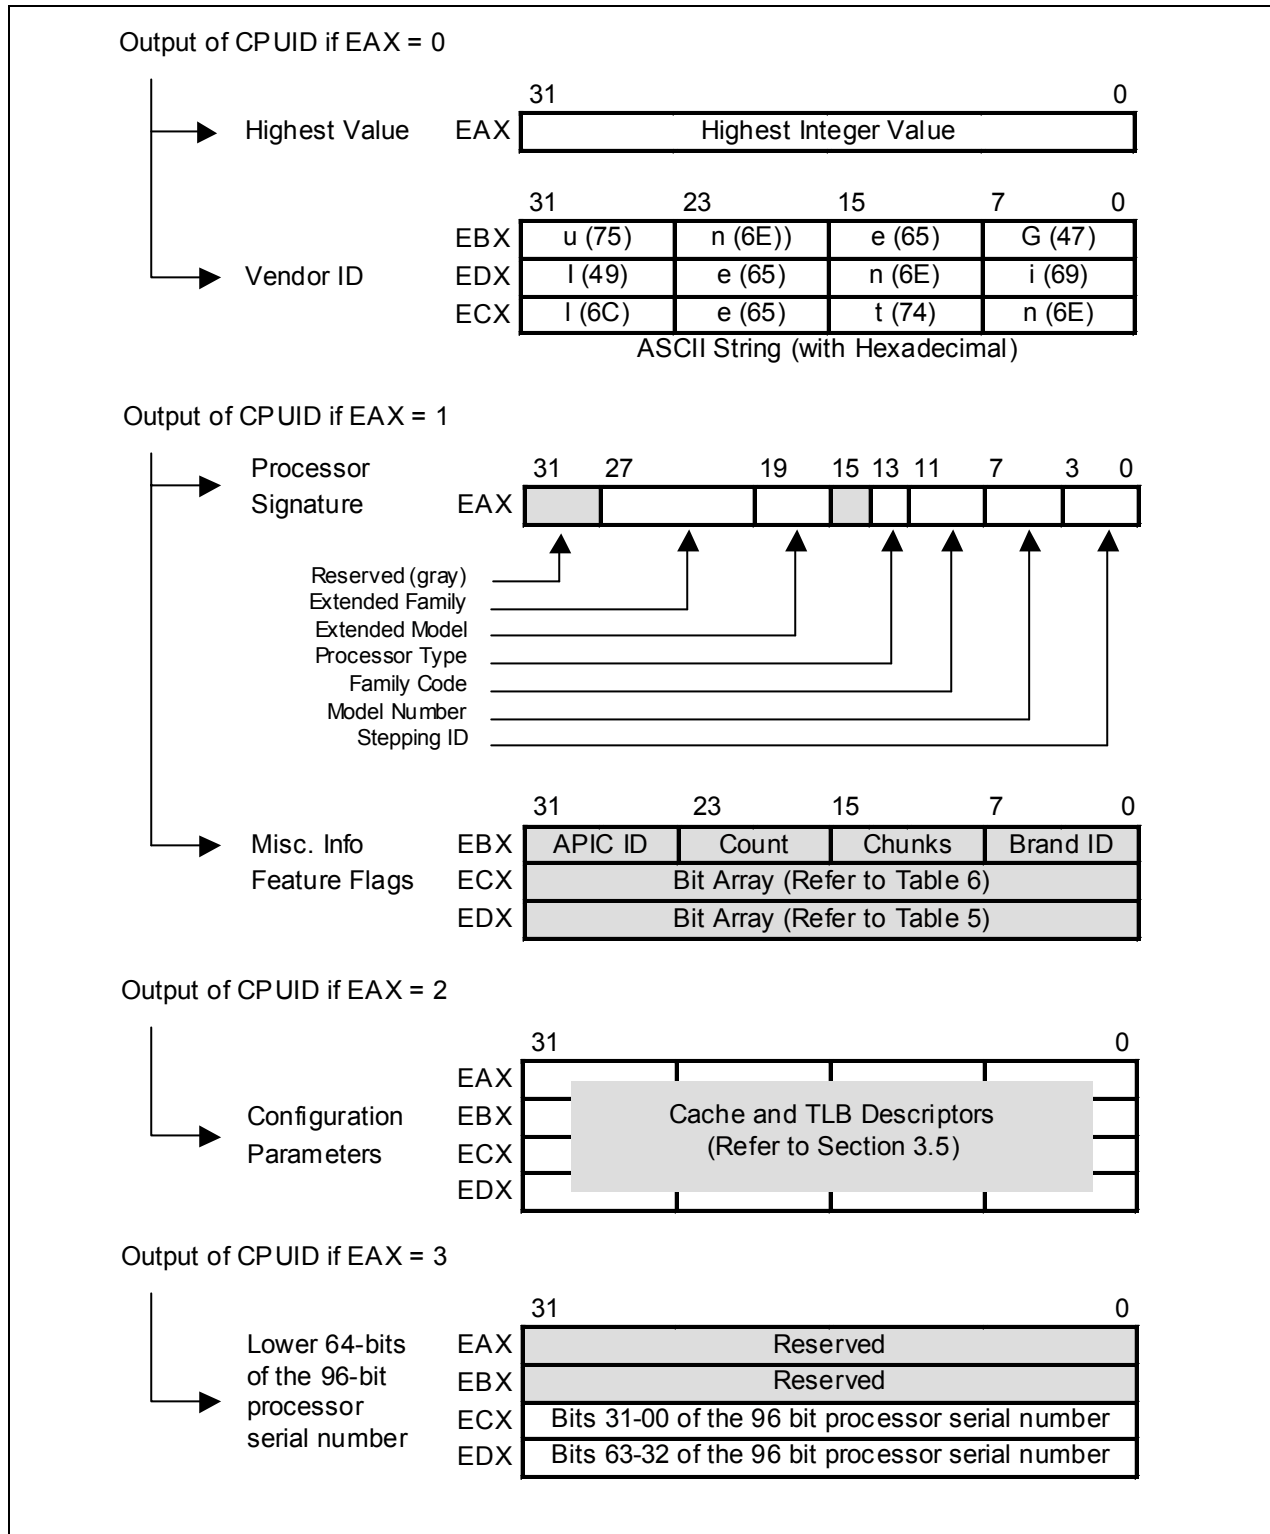 Output of CPUID if EAX = 0
31 0
Highest Value EAX Highest Integer Value
31 23 15 7 0
EBX u (75) n (6E)) e (65) G (47)
Vendor ID EDX I (49) e (65) n (6E) i (69)
ECX l (6C) e (65) t (74) n (6E)
ASCII String (with Hexadecimal)
Output of CPUID if EAX = 1
Processor 31 27 19 15 13 11 7 3 0
Signature EAX
Reserved (gray)
Extended Family
Extended Model
Processor Type
Family Code
Model Number
Stepping ID
31 23 15 7 0
Misc. Info EBX APIC ID Count Chunks Brand ID
Feature Flags ECX Bit Array (Refer to Table 6)
EDX Bit Array (Refer to Table 5)
Output of CPUID if EAX = 2
31 0
EAX
Configuration EBX Cache and TLB Descriptors
Parameters ECX (Refer to Section 3.5)
EDX
Output of CPUID if EAX = 3
31 0
Lower 64-bits EAX Reserved
of the 96-bit EBX Reserved
processor ECX Bits 31-00 of the 96 bit processor serial number
serial number EDX Bits 63-32 of the 96 bit processor serial number